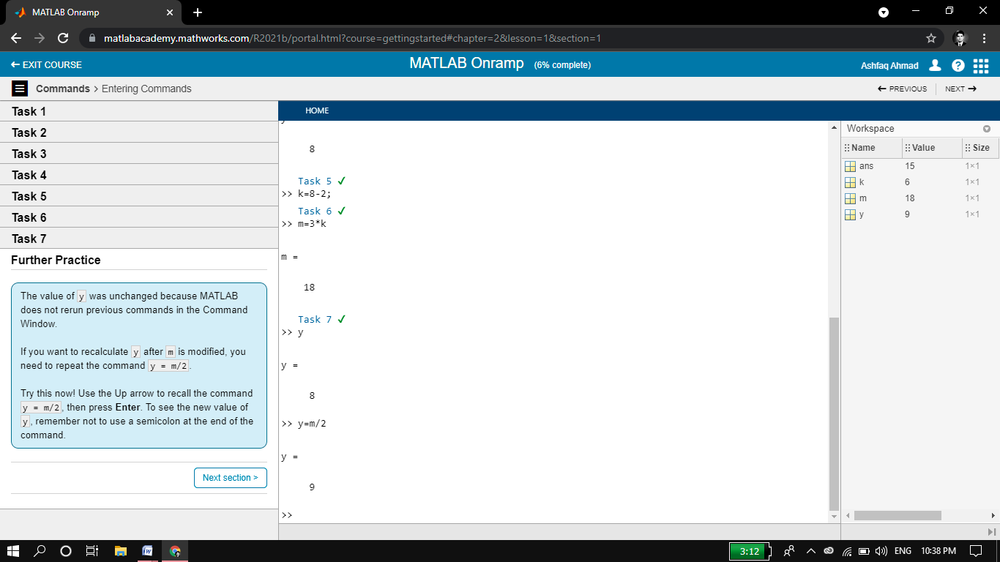 MATLAB Onramp
matlabacademy.mathworks.com/R2021b/portal.html?course=gettingstarted#chapter=2&lesson=1&section=1
← EXIT COURSE
MATLAB Onramp (6% complete)
Ashfaq Ahmad
Commands > Entering Commands
← PREVIOUS
NEXT →
Task 1
Task 2
Task 3
Task 4
Task 5
Task 6
Task 7
Further Practice
The value of y was unchanged because MATLAB
does not rerun previous commands in the Command
Window.
If you want to recalculate y after m is modified, you
need to repeat the command y = m/2.
Try this now! Use the Up arrow to recall the command
y = m/2, then press Enter. To see the new value of
y, remember not to use a semicolon at the end of the
command.
Next section >
HOME
8
Task 5 ✓
>> k=8-2;
Task 6 ✓
>> m=3*k
m =
18
Task 7 ✓
>> y
y =
8
>> y=m/2
y =
9
>>
Workspace
Name Value Size
ans 15 1×1
k 6 1×1
m 18 1×1
y 9 1×1
3:12
ENG
10:38 PM